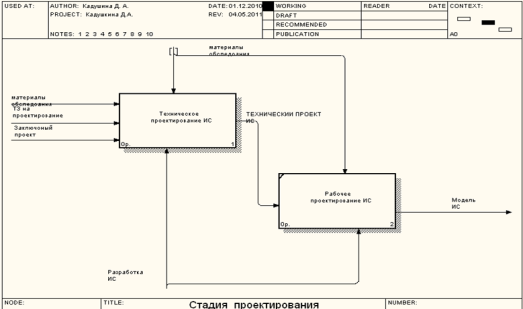 USED AT:
AUTHOR: Кадушина Д. А.
DATE: 01.12.2010
WORKING
READER
DATE
CONTEXT:
PROJECT: Кадушкина Д.А.
REV: 04.05.2011
DRAFT
RECOMMENDED
NOTES: 1 2 3 4 5 6 7 8 9 10
PUBLICATION
A0
материалы
обследования
материалы
обследования
ТЗ на
проектирование
Заключоный
проект
Техническое
проектирование ИС
0р.
1
ТЕХНИЧЕСКИЙ ПРОЕКТ
ИС
Рабочее
проектирование ИС
0р.
2
Модель
ИС
Разработка
ИС
NODE:
TITLE:
Стадия проектирования
NUMBER: